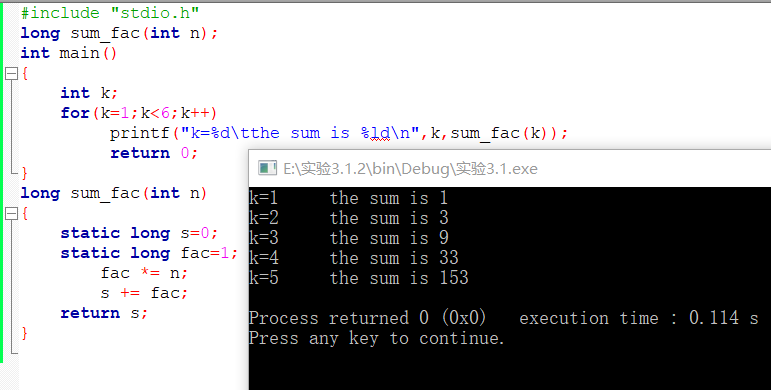 #include "stdio.h"
long sum_fac(int n);
int main()
{
    int k;
    for(k=1;k<6;k++)
         printf("k=%d\tthe sum is %ld\n",k,sum_fac(k));
         return 0;
}
long sum_fac(int n)
{
    static long s=0;
    static long fac=1;
        fac *= n;
        s += fac;
    return s;
}
E:\实验3.1.2\bin\Debug\实验3.1.exe
k=1     the sum is 1
k=2     the sum is 3
k=3     the sum is 9
k=4     the sum is 33
k=5     the sum is 153
Process returned 0 (0x0)   execution time : 0.114 s
Press any key to continue.